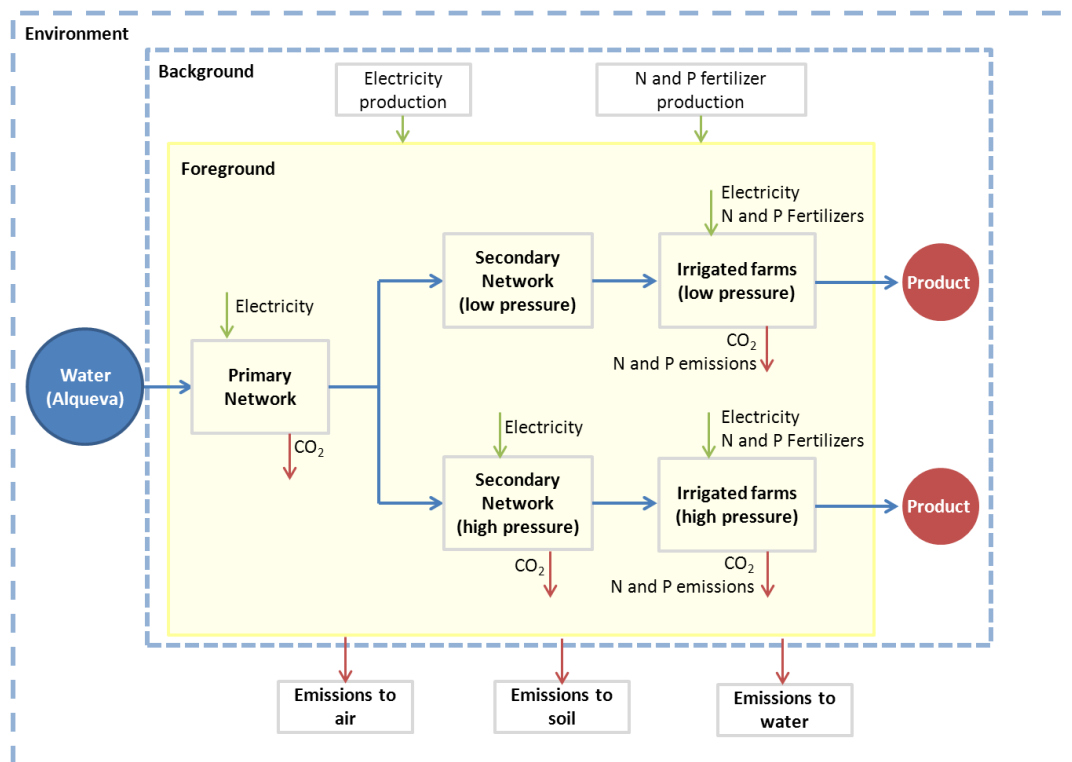 Environment
Background
Electricity
production
N and P fertilizer
production
Foreground
Electricity
N and P Fertilizers
Secondary
Network
(low pressure)
Irrigated farms
(low pressure)
Product
Electricity
CO₂
N and P emissions
Water
(Alqueva)
Primary
Network
CO₂
Electricity
Electricity
N and P Fertilizers
Secondary
Network
(high pressure)
Irrigated farms
(high pressure)
Product
CO₂
CO₂
N and P emissions
Emissions to
air
Emissions to
soil
Emissions to
water